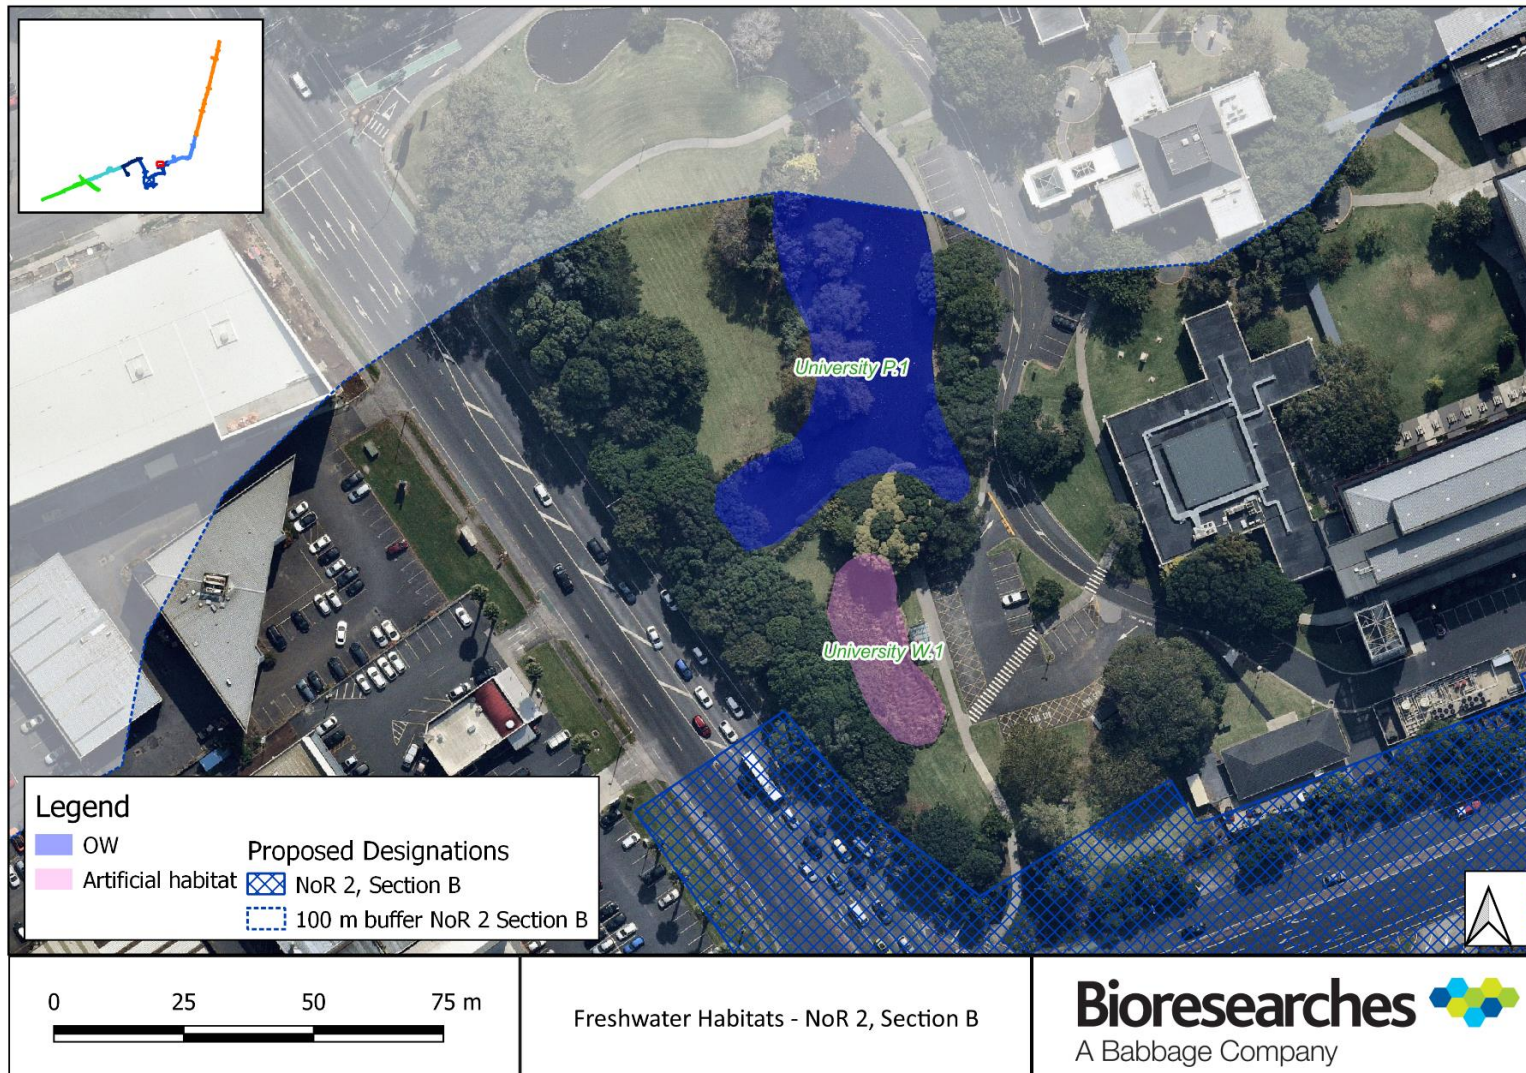 University P.1
University W.1
Legend
OW
Artificial habitat
Proposed Designations
NoR 2, Section B
100 m buffer NoR 2 Section B
0 25 50 75 m
Freshwater Habitats - NoR 2, Section B
Bioresearches
A Babbage Company